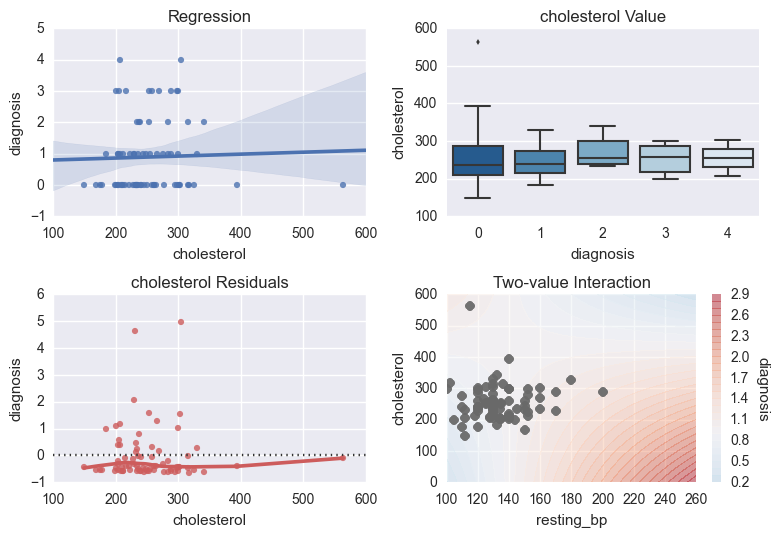 Regression
5
4
3
2
1
0
−1
diagnosis
100 200 300 400 500 600
cholesterol
cholesterol Value
600
500
400
300
200
100
cholesterol
0 1 2 3 4
diagnosis
cholesterol Residuals
6
5
4
3
2
1
0
−1
diagnosis
100 200 300 400 500 600
cholesterol
Two-value Interaction
600
500
400
300
200
100
0
cholesterol
100 120 140 160 180 200 220 240 260
resting_bp
2.9
2.6
2.3
2.0
1.7
1.4
1.1
0.8
0.5
0.2
diagnosis